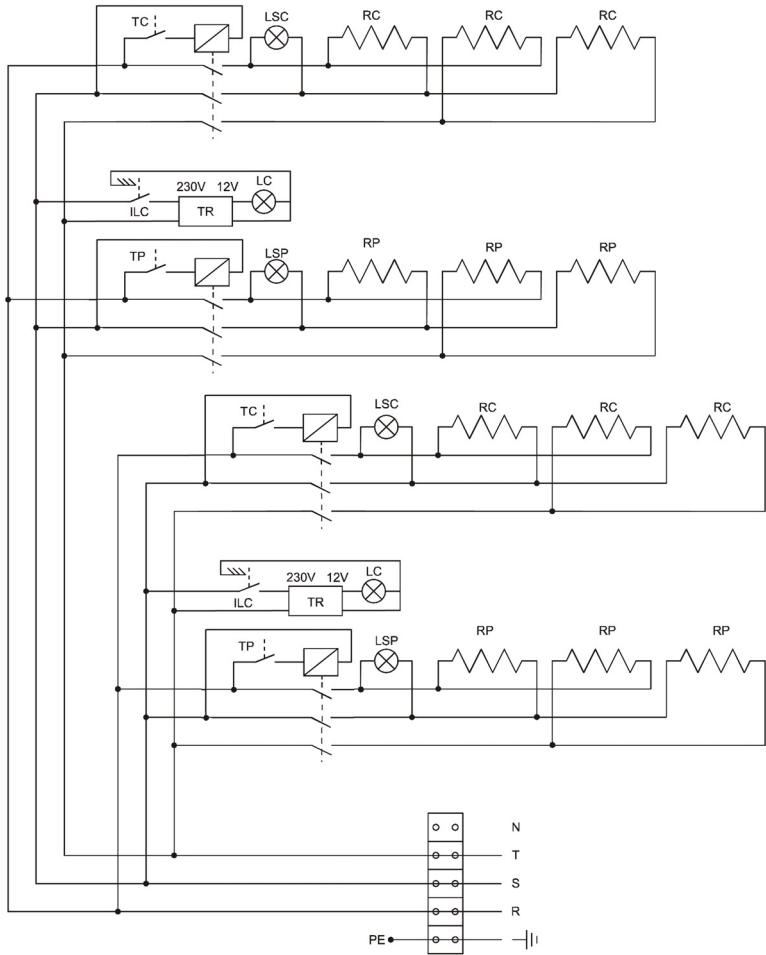 TC LSC RC RC RC
230V 12V LC
ILC TR
TP LSP RP RP RP
TC LSC RC RC RC
230V 12V LC
ILC TR
TP LSP RP RP RP
N
T
S
R
PE